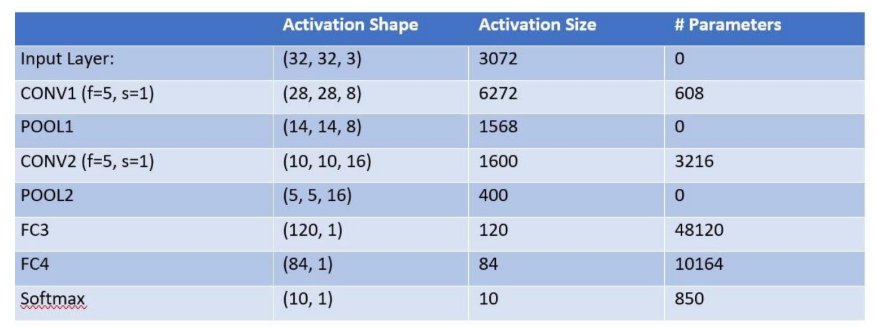 Activation Shape Activation Size # Parameters
Input Layer: (32, 32, 3) 3072 0
CONV1 (f=5, s=1) (28, 28, 8) 6272 608
POOL1 (14, 14, 8) 1568 0
CONV2 (f=5, s=1) (10, 10, 16) 1600 3216
POOL2 (5, 5, 16) 400 0
FC3 (120, 1) 120 48120
FC4 (84, 1) 84 10164
Softmax (10, 1) 10 850